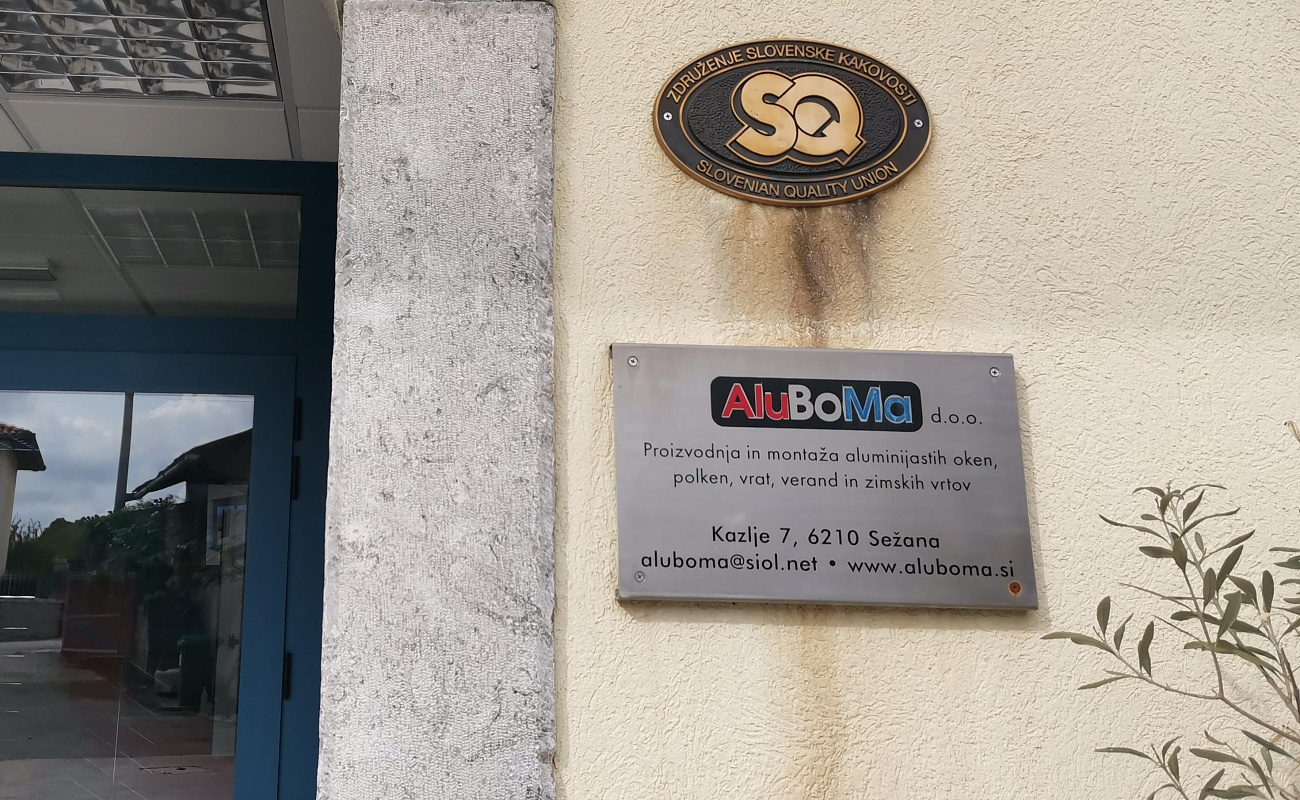 ZDRUŽENJE SLOVENSKE KAKOVOSTI
SQ
SLOVENIAN QUALITY UNION
AluBoMa d.o.o.
Proizvodnja in montaža aluminijastih oken,
polken, vrat, verand in zimskih vrtov
Kazlje 7, 6210 Sežana
aluboma@siol.net • www.aluboma.si